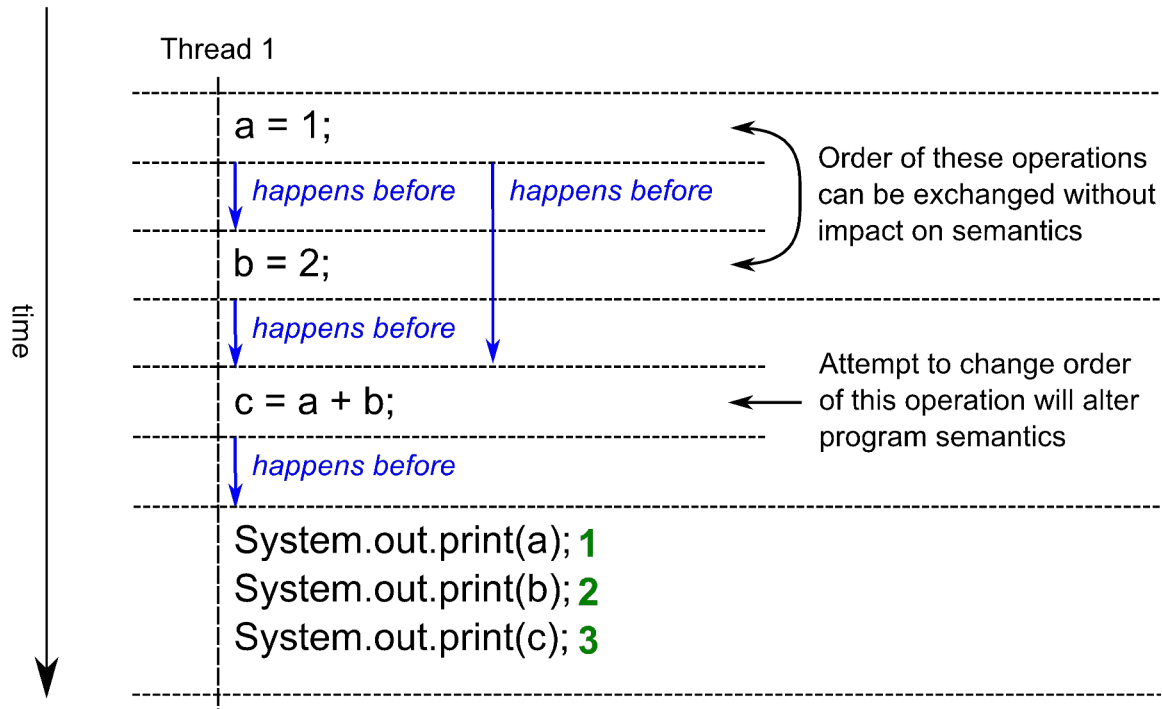 Thread 1
a = 1;
happens before
happens before
Order of these operations
can be exchanged without
impact on semantics
b = 2;
time
happens before
c = a + b;
Attempt to change order
of this operation will alter
program semantics
happens before
System.out.print(a); 1
System.out.print(b); 2
System.out.print(c); 3